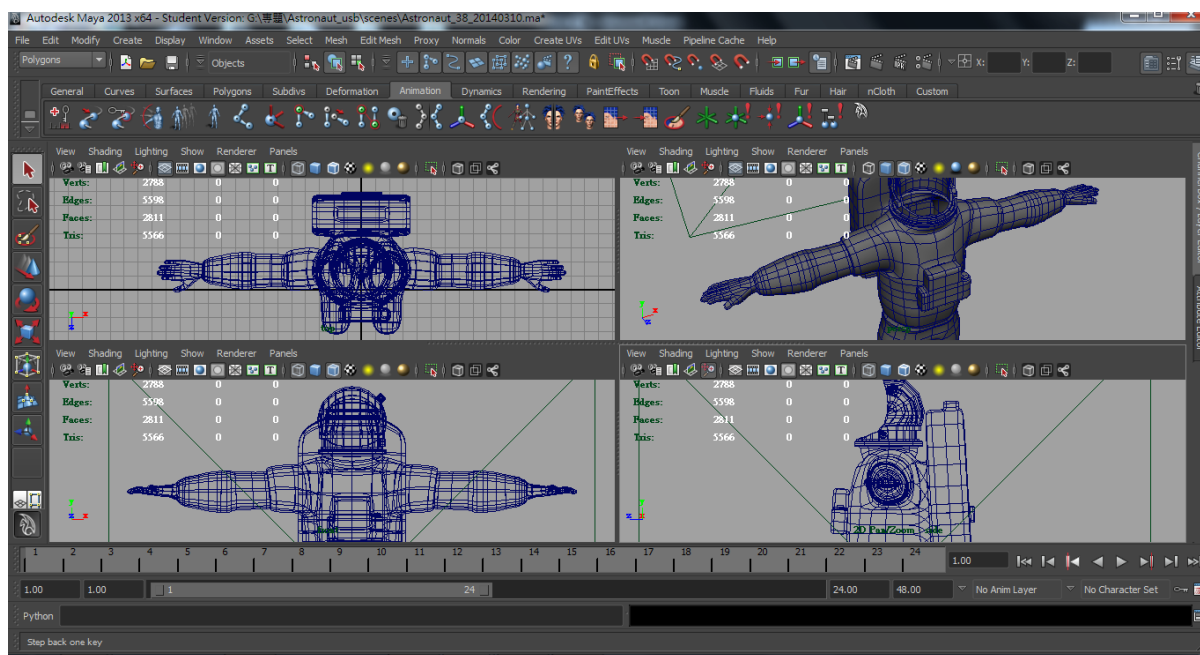 Autodesk Maya 2013 x64 - Student Version: G:\專題\Astronaut_usb\scenes\Astronaut_38_20140310.ma*
File Edit Modify Create Display Window Assets Select Mesh Edit Mesh Proxy Normals Color Create UVs Edit UVs Muscle Pipeline Cache Help
Polygons Objects X: Y: Z:
General Curves Surfaces Polygons Subdivs Deformation Animation Dynamics Rendering PaintEffects Toon Muscle Fluids Fur Hair nCloth Custom
View Shading Lighting Show Renderer Panels
Verts: 2788 0 0
Edges: 5598 0 0
Faces: 2811 0 0
Tris: 5566 0 0
View Shading Lighting Show Renderer Panels
Verts: 2788 0 0
Edges: 5598 0 0
Faces: 2811 0 0
Tris: 5566 0 0
View Shading Lighting Show Renderer Panels
Verts: 2788 0 0
Edges: 5598 0 0
Faces: 2811 0 0
Tris: 5566 0 0
View Shading Lighting Show Renderer Panels
Verts: 2788 0 0
Edges: 5598 0 0
Faces: 2811 0 0
Tris: 5566 0 0
2D Pan/Zoom side
1 2 3 4 5 6 7 8 9 10 11 12 13 14 15 16 17 18 19 20 21 22 23 24 1.00
1.00 1.00 1 24 24.00 48.00 No Anim Layer No Character Set
Python
Step back one key